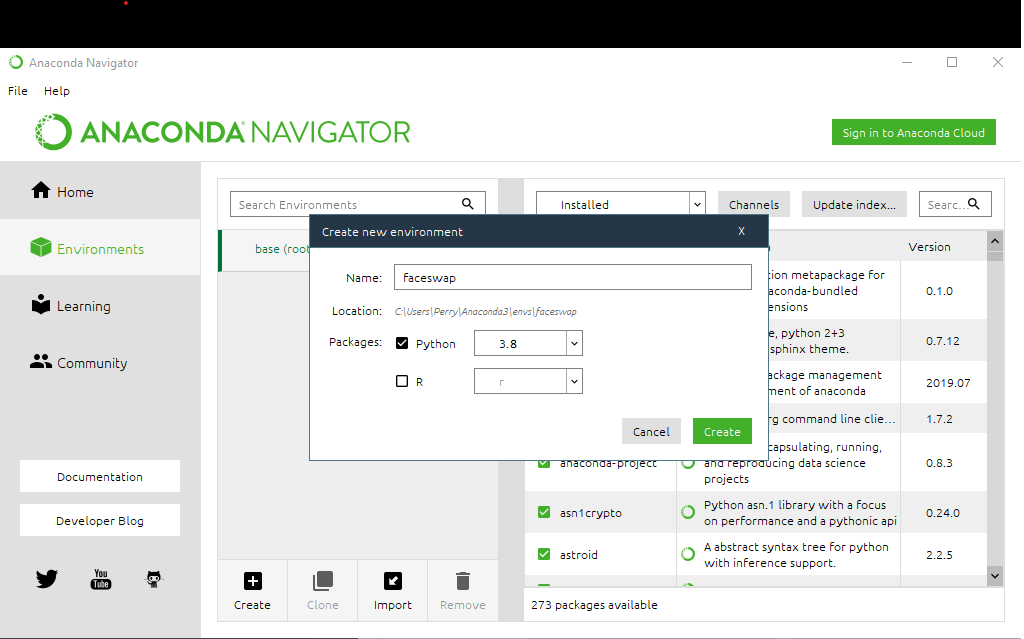 Anaconda Navigator
File Help
ANACONDA NAVIGATOR
Sign in to Anaconda Cloud
Home
Environments
Learning
Community
Documentation
Developer Blog
You
Tube
Search Environments
base (root
Create
Clone
Import
Remove
Installed
Channels
Update index...
Searc...
Version
tion metapackage for
aconda-bundled
ensions
0.1.0
e, python 2+3
sphinx theme.
0.7.12
ackage management
ment of anaconda
2019.07
rg command line clie...
1.7.2
anaconda-project
capsulating, running,
and reproducing data science
projects
0.8.3
asn1crypto
Python asn.1 library with a focus
on performance and a pythonic api
0.24.0
astroid
A abstract syntax tree for python
with inference support.
2.2.5
273 packages available
Create new environment
X
Name: faceswap
Location: C:\Users\Perry\Anaconda3\envs\faceswap
Packages: Python 3.8
R r
Cancel Create